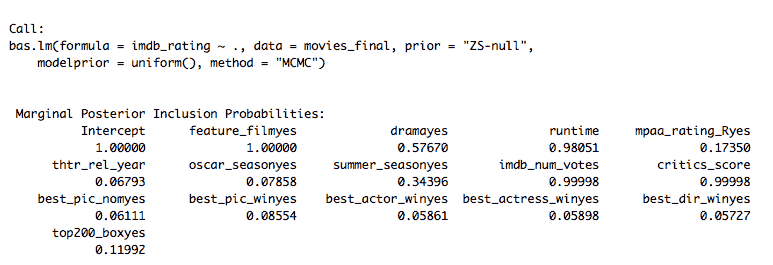 Call:
bas.lm(formula = imdb_rating ~ ., data = movies_final, prior = "ZS-null",
    modelprior = uniform(), method = "MCMC")
Marginal Posterior Inclusion Probabilities:
Intercept feature_filmyes dramayes runtime mpaa_rating_Ryes
1.00000 1.00000 0.57670 0.98051 0.17350
thtr_rel_year oscar_seasonyes summer_seasonyes imdb_num_votes critics_score
0.06793 0.07858 0.34396 0.99998 0.99998
best_pic_nomyes best_pic_winyes best_actor_winyes best_actress_winyes best_dir_winyes
0.06111 0.08554 0.05861 0.05898 0.05727
top200_boxyes
0.11992